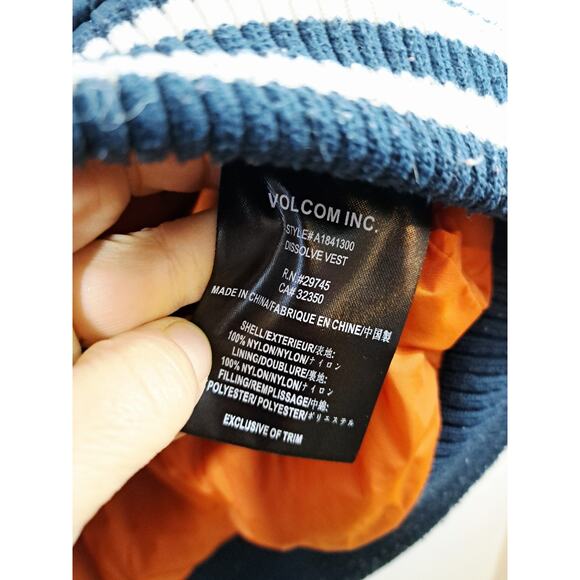 VOLCOM INC.
STYLE# A1841300
DISSOLVE VEST
R.N.#29745
CA# 32350
MADE IN CHINA/FABRIQUE EN CHINE/中国製
SHELL/EXTERIEUR/表地:
100% NYLON/NYLON/ナイロン
LINING/DOUBLURE/裏地:
100% NYLON/NYLON/ナイロン
FILLING/REMPLISSAGE/中綿:
POLYESTER/POLYESTER/ポリエステル
EXCLUSIVE OF TRIM